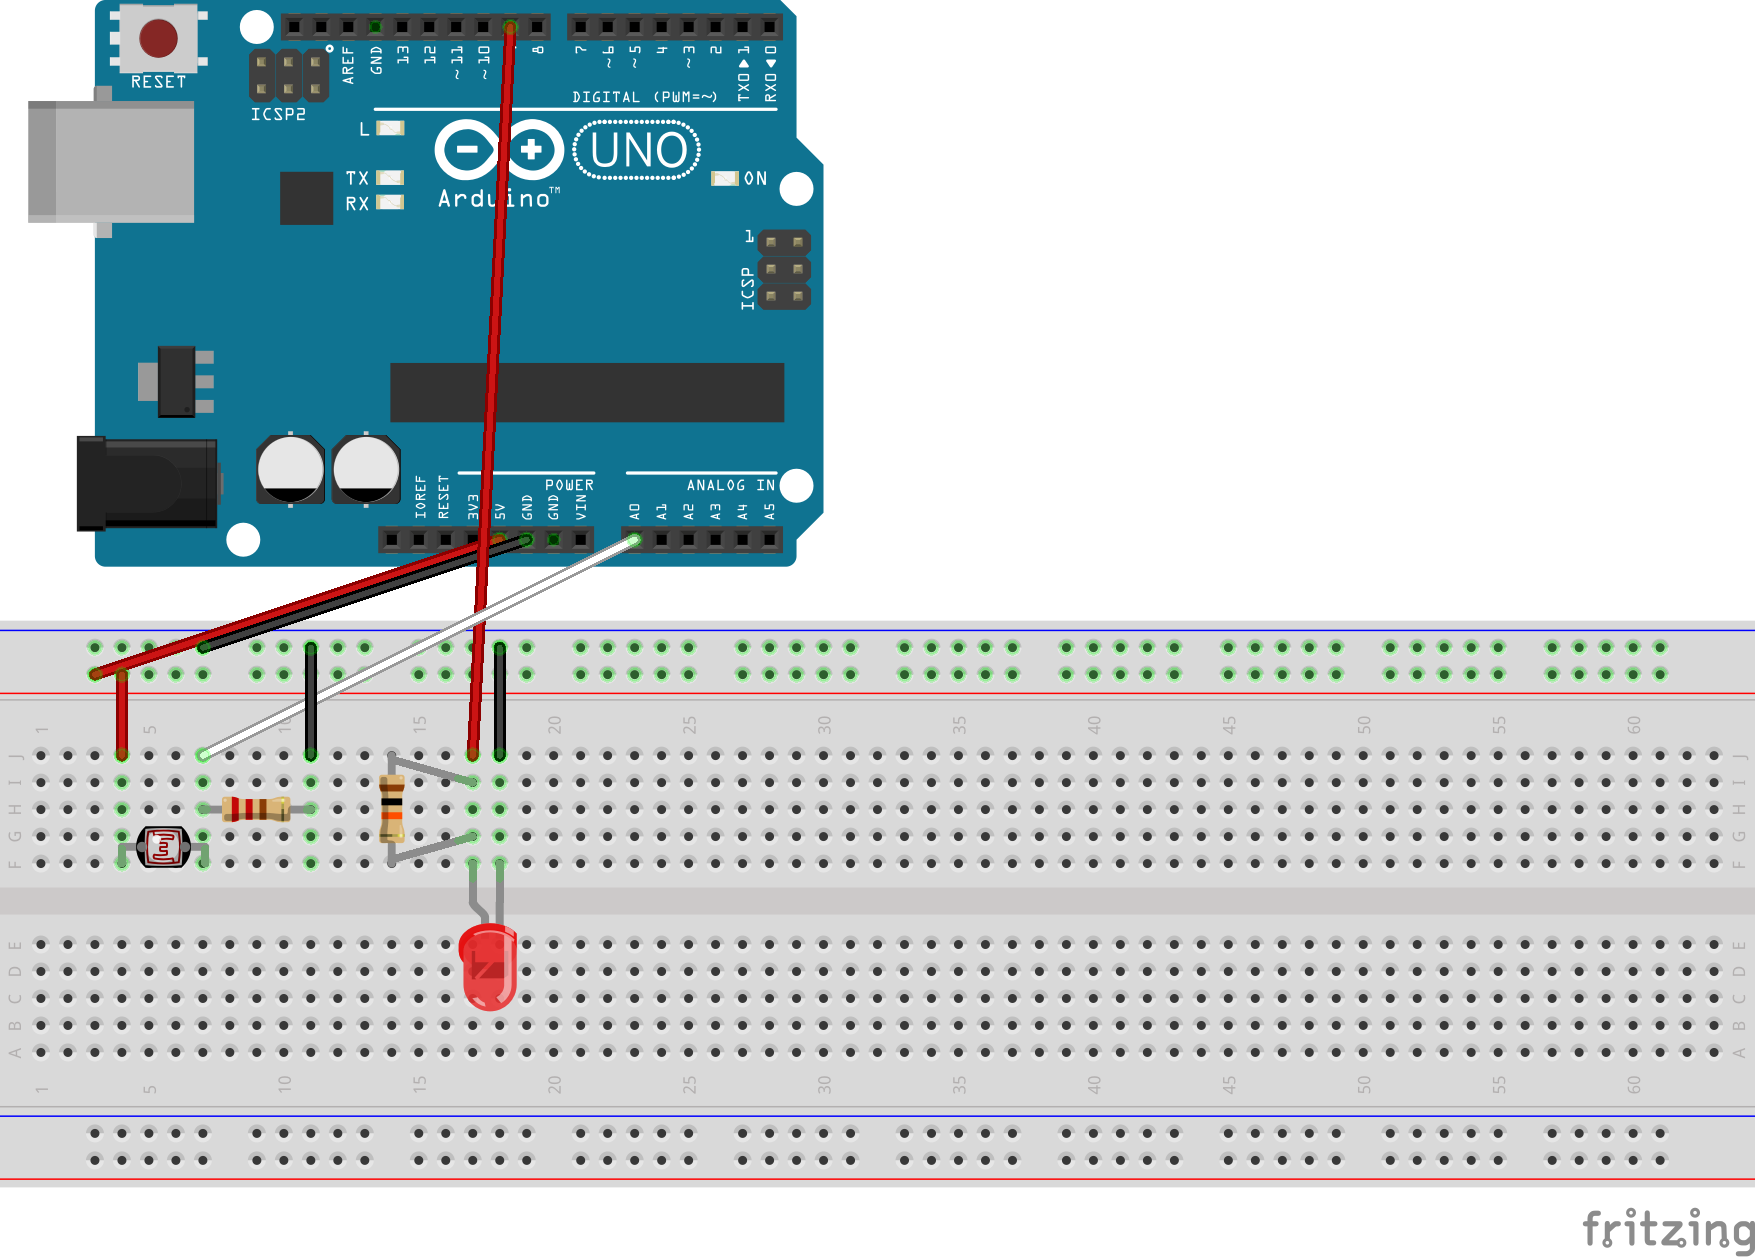 RESET
ICSP2
AREF
GND
13
12
~11
~10
8
7
~6
~5
4
~3
2
TX0▶1
RX0◀0
DIGITAL (PWM=~)
L
TX
RX
Arduino™
UNO
ON
1
ICSP
POWER
ANALOG IN
IOREF
RESET
3V3
5V
GND
GND
VIN
A0
A1
A2
A3
A4
A5
1 5 10 15 20 25 30 35 40 45 50 55 60
J J
I I
H H
G G
F F
E E
D D
C C
B B
A A
1 5 10 15 20 25 30 35 40 45 50 55 60
fritzing